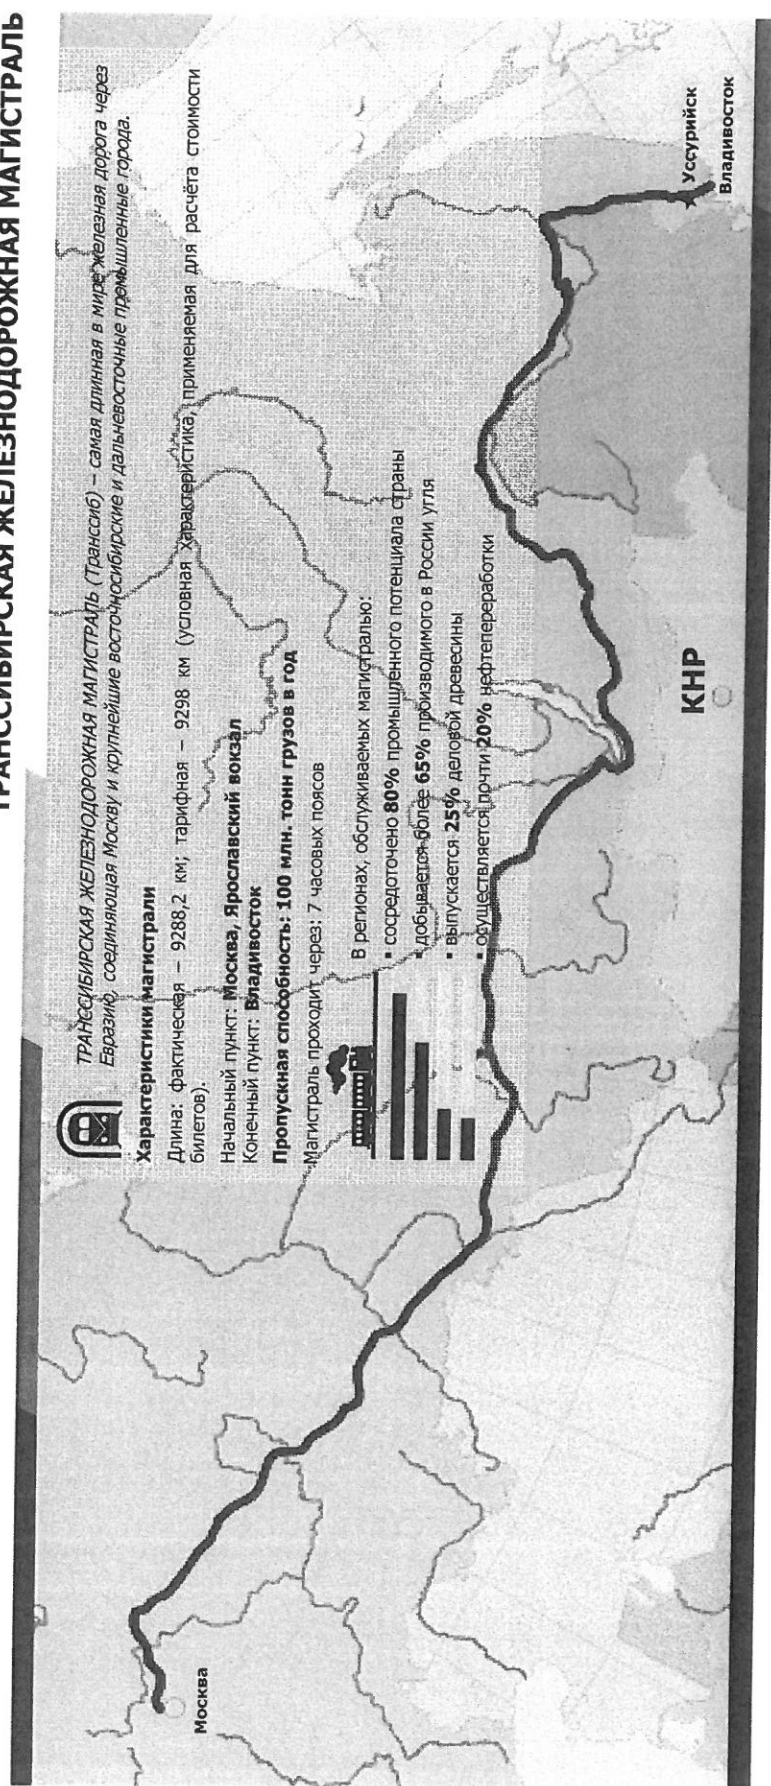 ТРАНССИБИРСКАЯ ЖЕЛЕЗНОДОРОЖНАЯ МАГИСТРАЛЬ
ТРАНССИБИРСКАЯ ЖЕЛЕЗНОДОРОЖНАЯ МАГИСТРАЛЬ (Транссиб) – самая длинная в мире железная дорога через
Евразию, соединяющая Москву и крупнейшие восточносибирские и дальневосточные промышленные города.
Характеристики магистрали
Длина: фактическая – 9288,2 км; тарифная – 9298 км (условная характеристика, применяемая для расчёта стоимости
билетов).
Начальный пункт: Москва, Ярославский вокзал
Конечный пункт: Владивосток
Пропускная способность: 100 млн. тонн грузов в год
Магистраль проходит через: 7 часовых поясов
В регионах, обслуживаемых магистралью:
▪ сосредоточено 80% промышленного потенциала страны
▪ добывается более 65% производимого в России угля
▪ выпускается 25% деловой древесины
▪ осуществляется почти 20% нефтепереработки
Москва
КНР
Уссурийск
Владивосток